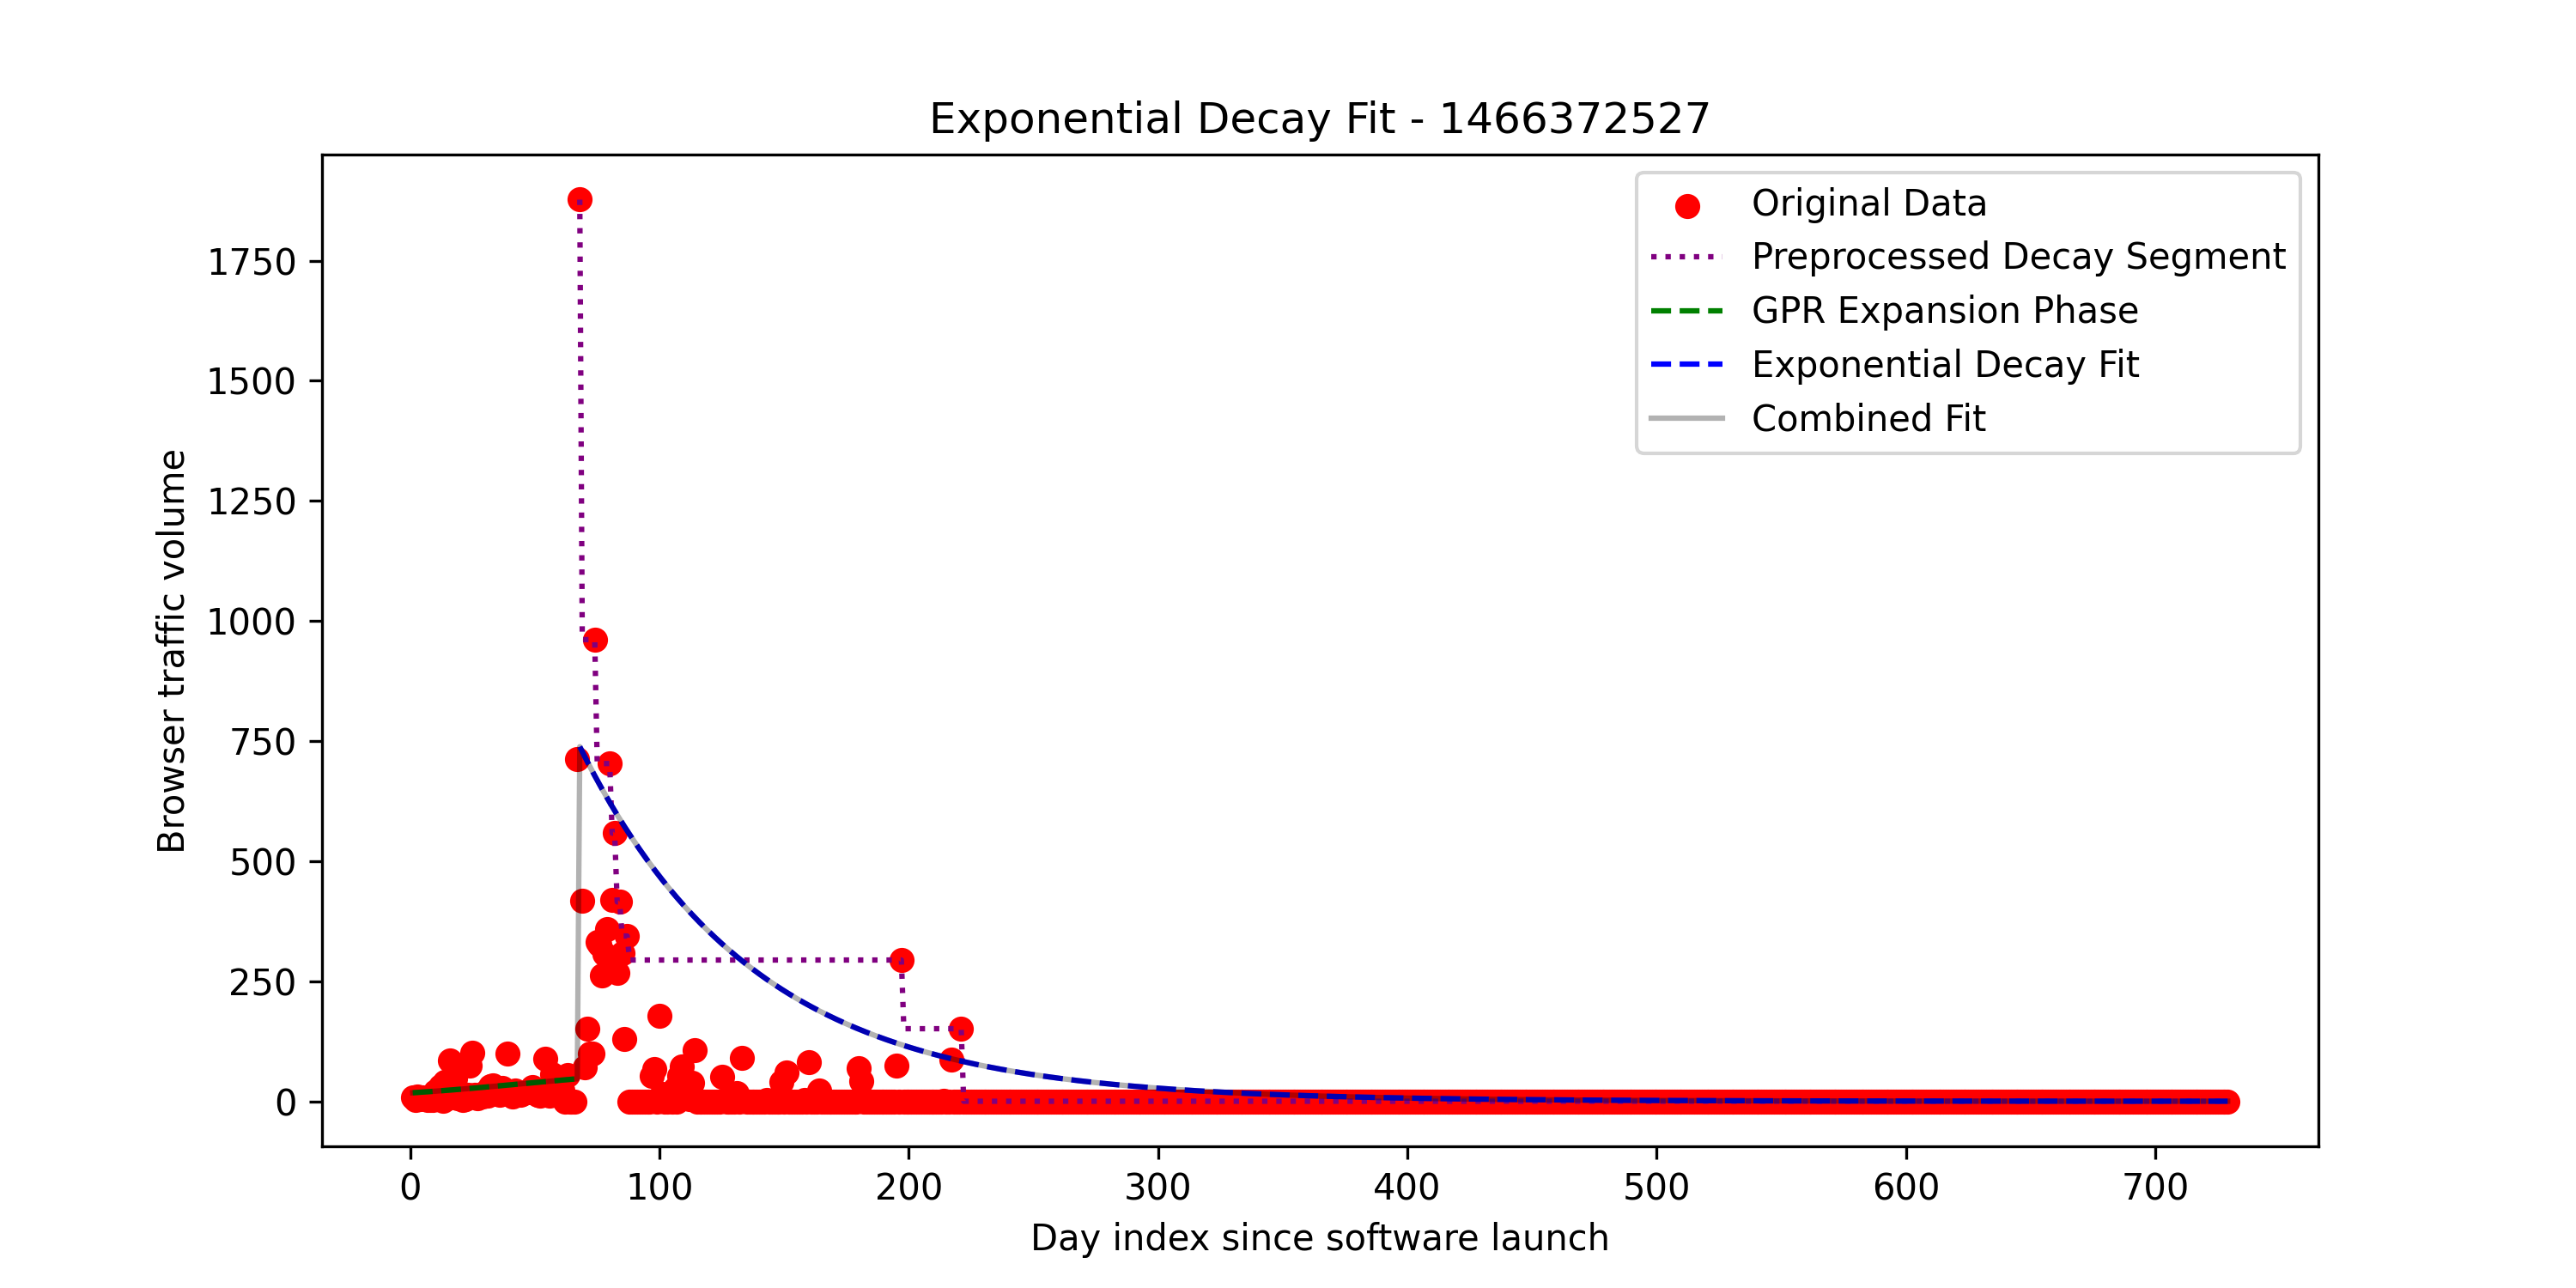 Exponential Decay Fit - 1466372527
Original Data
Preprocessed Decay Segment
GPR Expansion Phase
Exponential Decay Fit
Combined Fit
Browser traffic volume
1750
1500
1250
1000
750
500
250
0
0 100 200 300 400 500 600 700
Day index since software launch